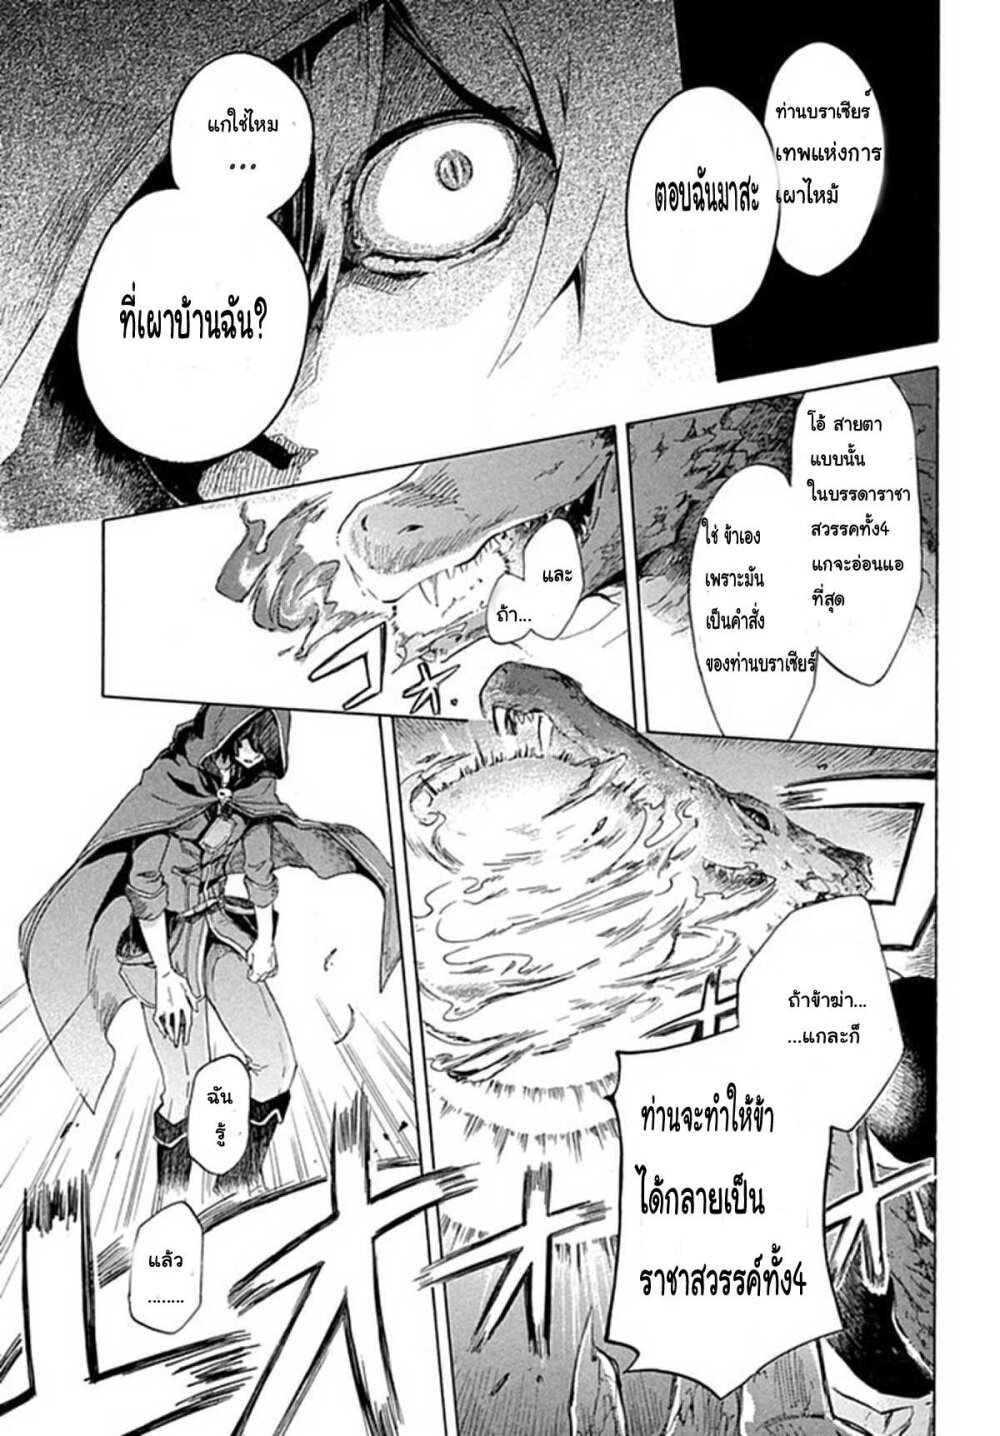 ท่านบราเซียร์
เทพแห่งการ
เผาไหม้
ตอบฉันมาสะ
แกใช่ไหม
...
ที่เผาบ้านฉัน?
โอ้ สายตา
แบบนั้น
ในบรรดาราชา
สวรรคทั้ง4
แกจะอ่อนแอ
ที่สุด
ใช่ ข้าเอง
เพราะมัน
เป็นคำสั่ง
ของท่านบราเซียร์
และ
ถ้า...
ゴオ
ถ้าข้าฆ่า...
...แกละก็
ท่านจะทำให้ข้า
ได้กลายเป็น
ราชาสวรรค์ทั้ง4
ฉัน
รู้
แล้ว
........